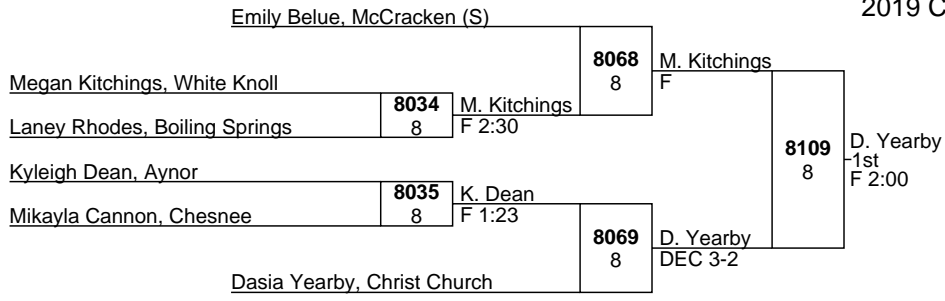 2019 C
Emily Belue, McCracken (S)
8068
8
M. Kitchings
F
Megan Kitchings, White Knoll
8034
8
M. Kitchings
F 2:30
Laney Rhodes, Boiling Springs
8109
8
D. Yearby
1st
F 2:00
Kyleigh Dean, Aynor
8035
8
K. Dean
F 1:23
Mikayla Cannon, Chesnee
8069
8
D. Yearby
DEC 3-2
Dasia Yearby, Christ Church